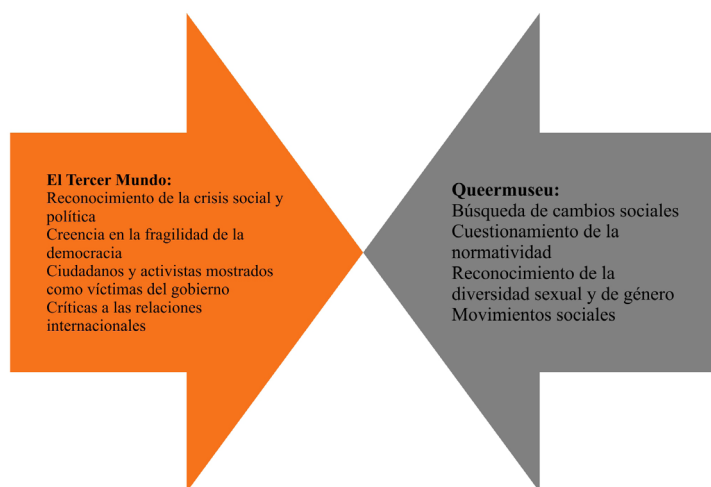 El Tercer Mundo:
Reconocimiento de la crisis social y
política
Creencia en la fragilidad de la
democracia
Ciudadanos y activistas mostrados
como víctimas del gobierno
Críticas a las relaciones
internacionales
Queermuseu:
Búsqueda de cambios sociales
Cuestionamiento de la
normatividad
Reconocimiento de la
diversidad sexual y de género
Movimientos sociales